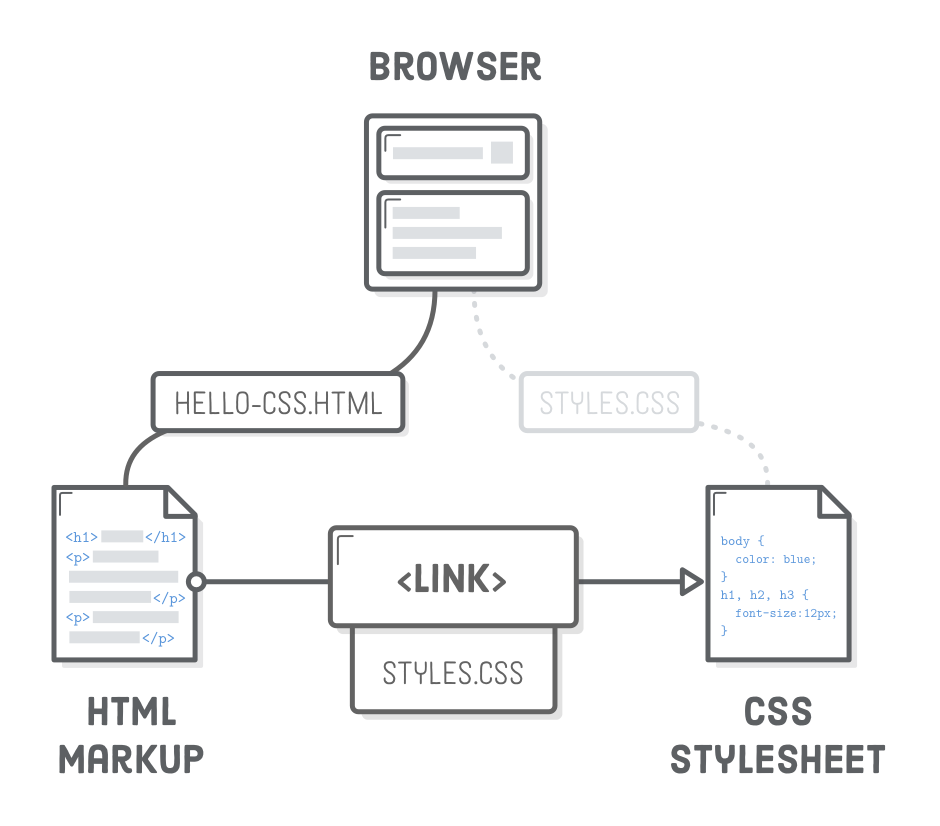 BROWSER
HELLO-CSS.HTML
STYLES.CSS
<h1> </h1>
<p>
</p>
<p>
</p>
<LINK>
STYLES.CSS
body {
color: blue;
}
h1, h2, h3 {
font-size:12px;
}
HTML
MARKUP
CSS
STYLESHEET